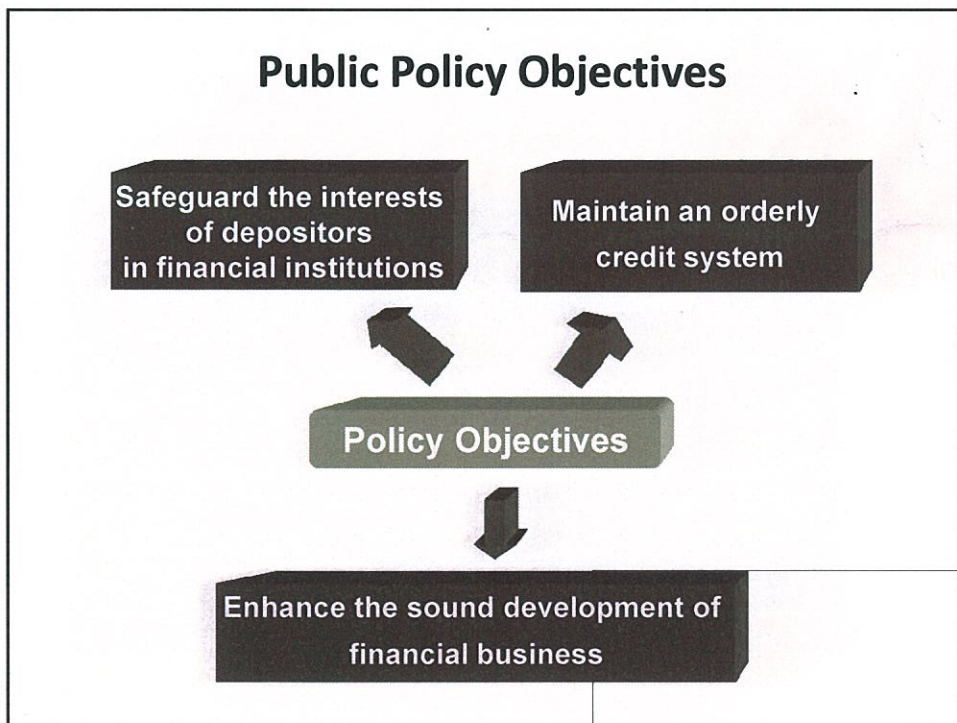 Public Policy Objectives
Safeguard the interests
of depositors
in financial institutions
Maintain an orderly
credit system
Policy Objectives
Enhance the sound development of
financial business